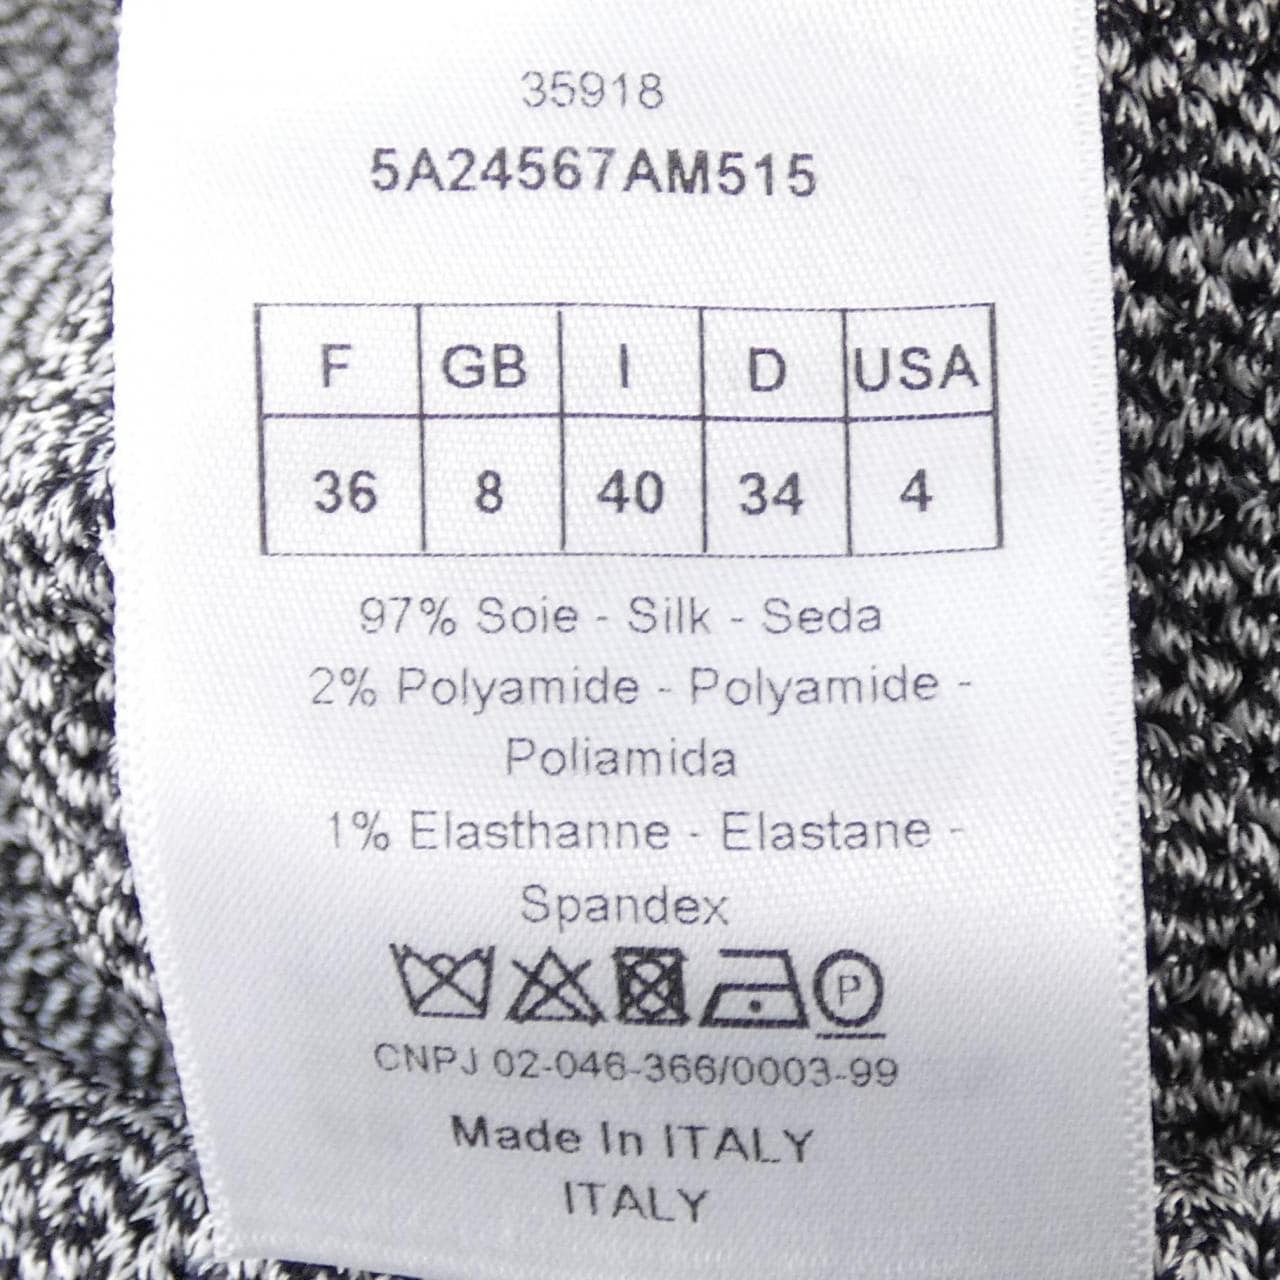 35918
5A24567AM515
F GB I D USA
36 8 40 34 4
97% Soie - Silk - Seda
2% Polyamide - Polyamide -
Poliamida
1% Elasthanne - Elastane -
Spandex
P
CNPJ 02-046-366/0003-99
Made In ITALY
ITALY